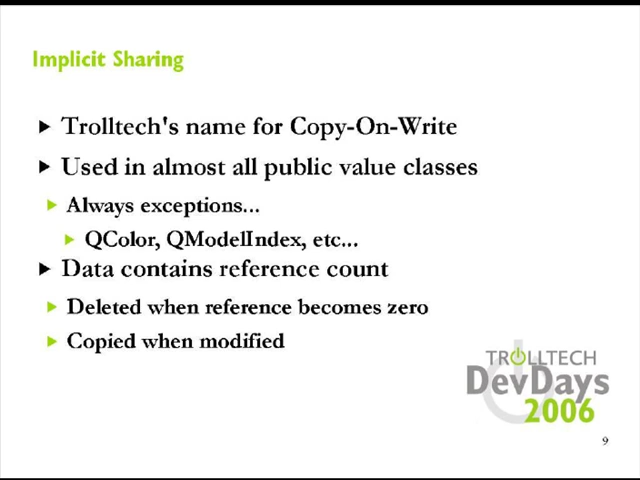 Implicit Sharing
Trolltech's name for Copy-On-Write
Used in almost all public value classes
Always exceptions...
QColor, QModelIndex, etc...
Data contains reference count
Deleted when reference becomes zero
Copied when modified
TROLLTECH
DevDays
2006
9